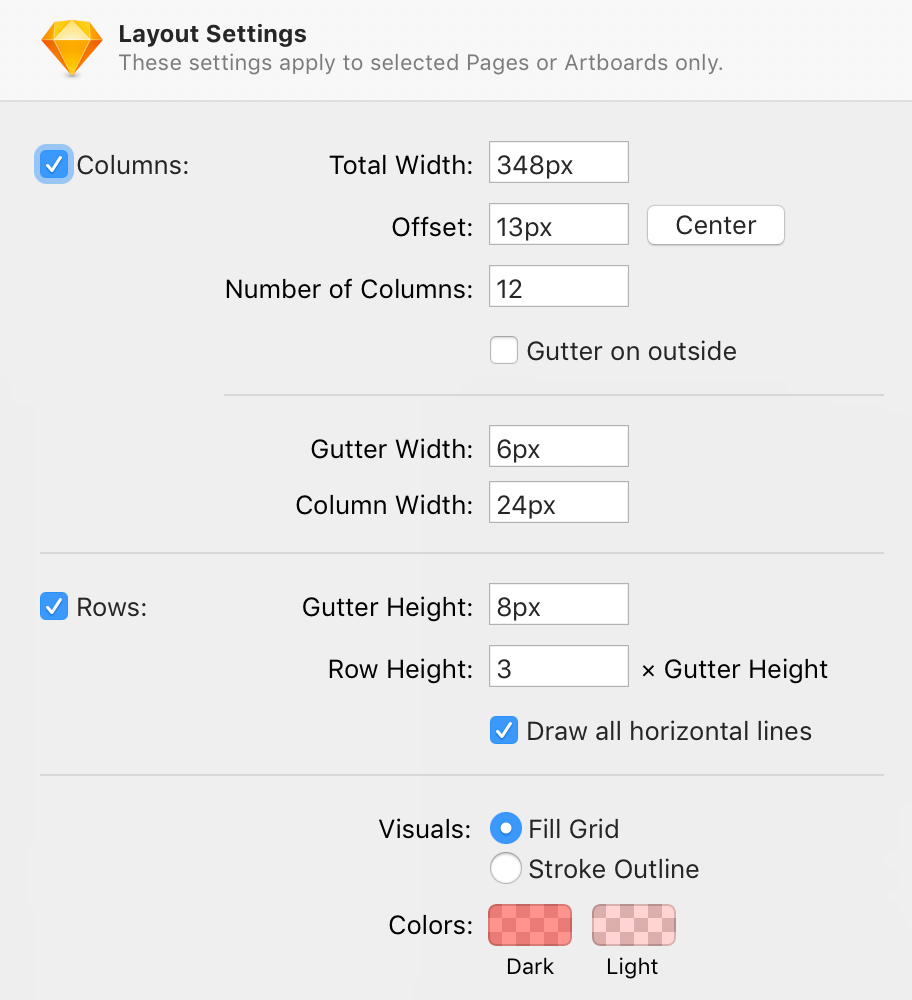 Layout Settings
These settings apply to selected Pages or Artboards only.
Columns: Total Width: 348px
Offset: 13px Center
Number of Columns: 12
Gutter on outside
Gutter Width: 6px
Column Width: 24px
Rows: Gutter Height: 8px
Row Height: 3 × Gutter Height
Draw all horizontal lines
Visuals: Fill Grid
Stroke Outline
Colors:
Dark Light